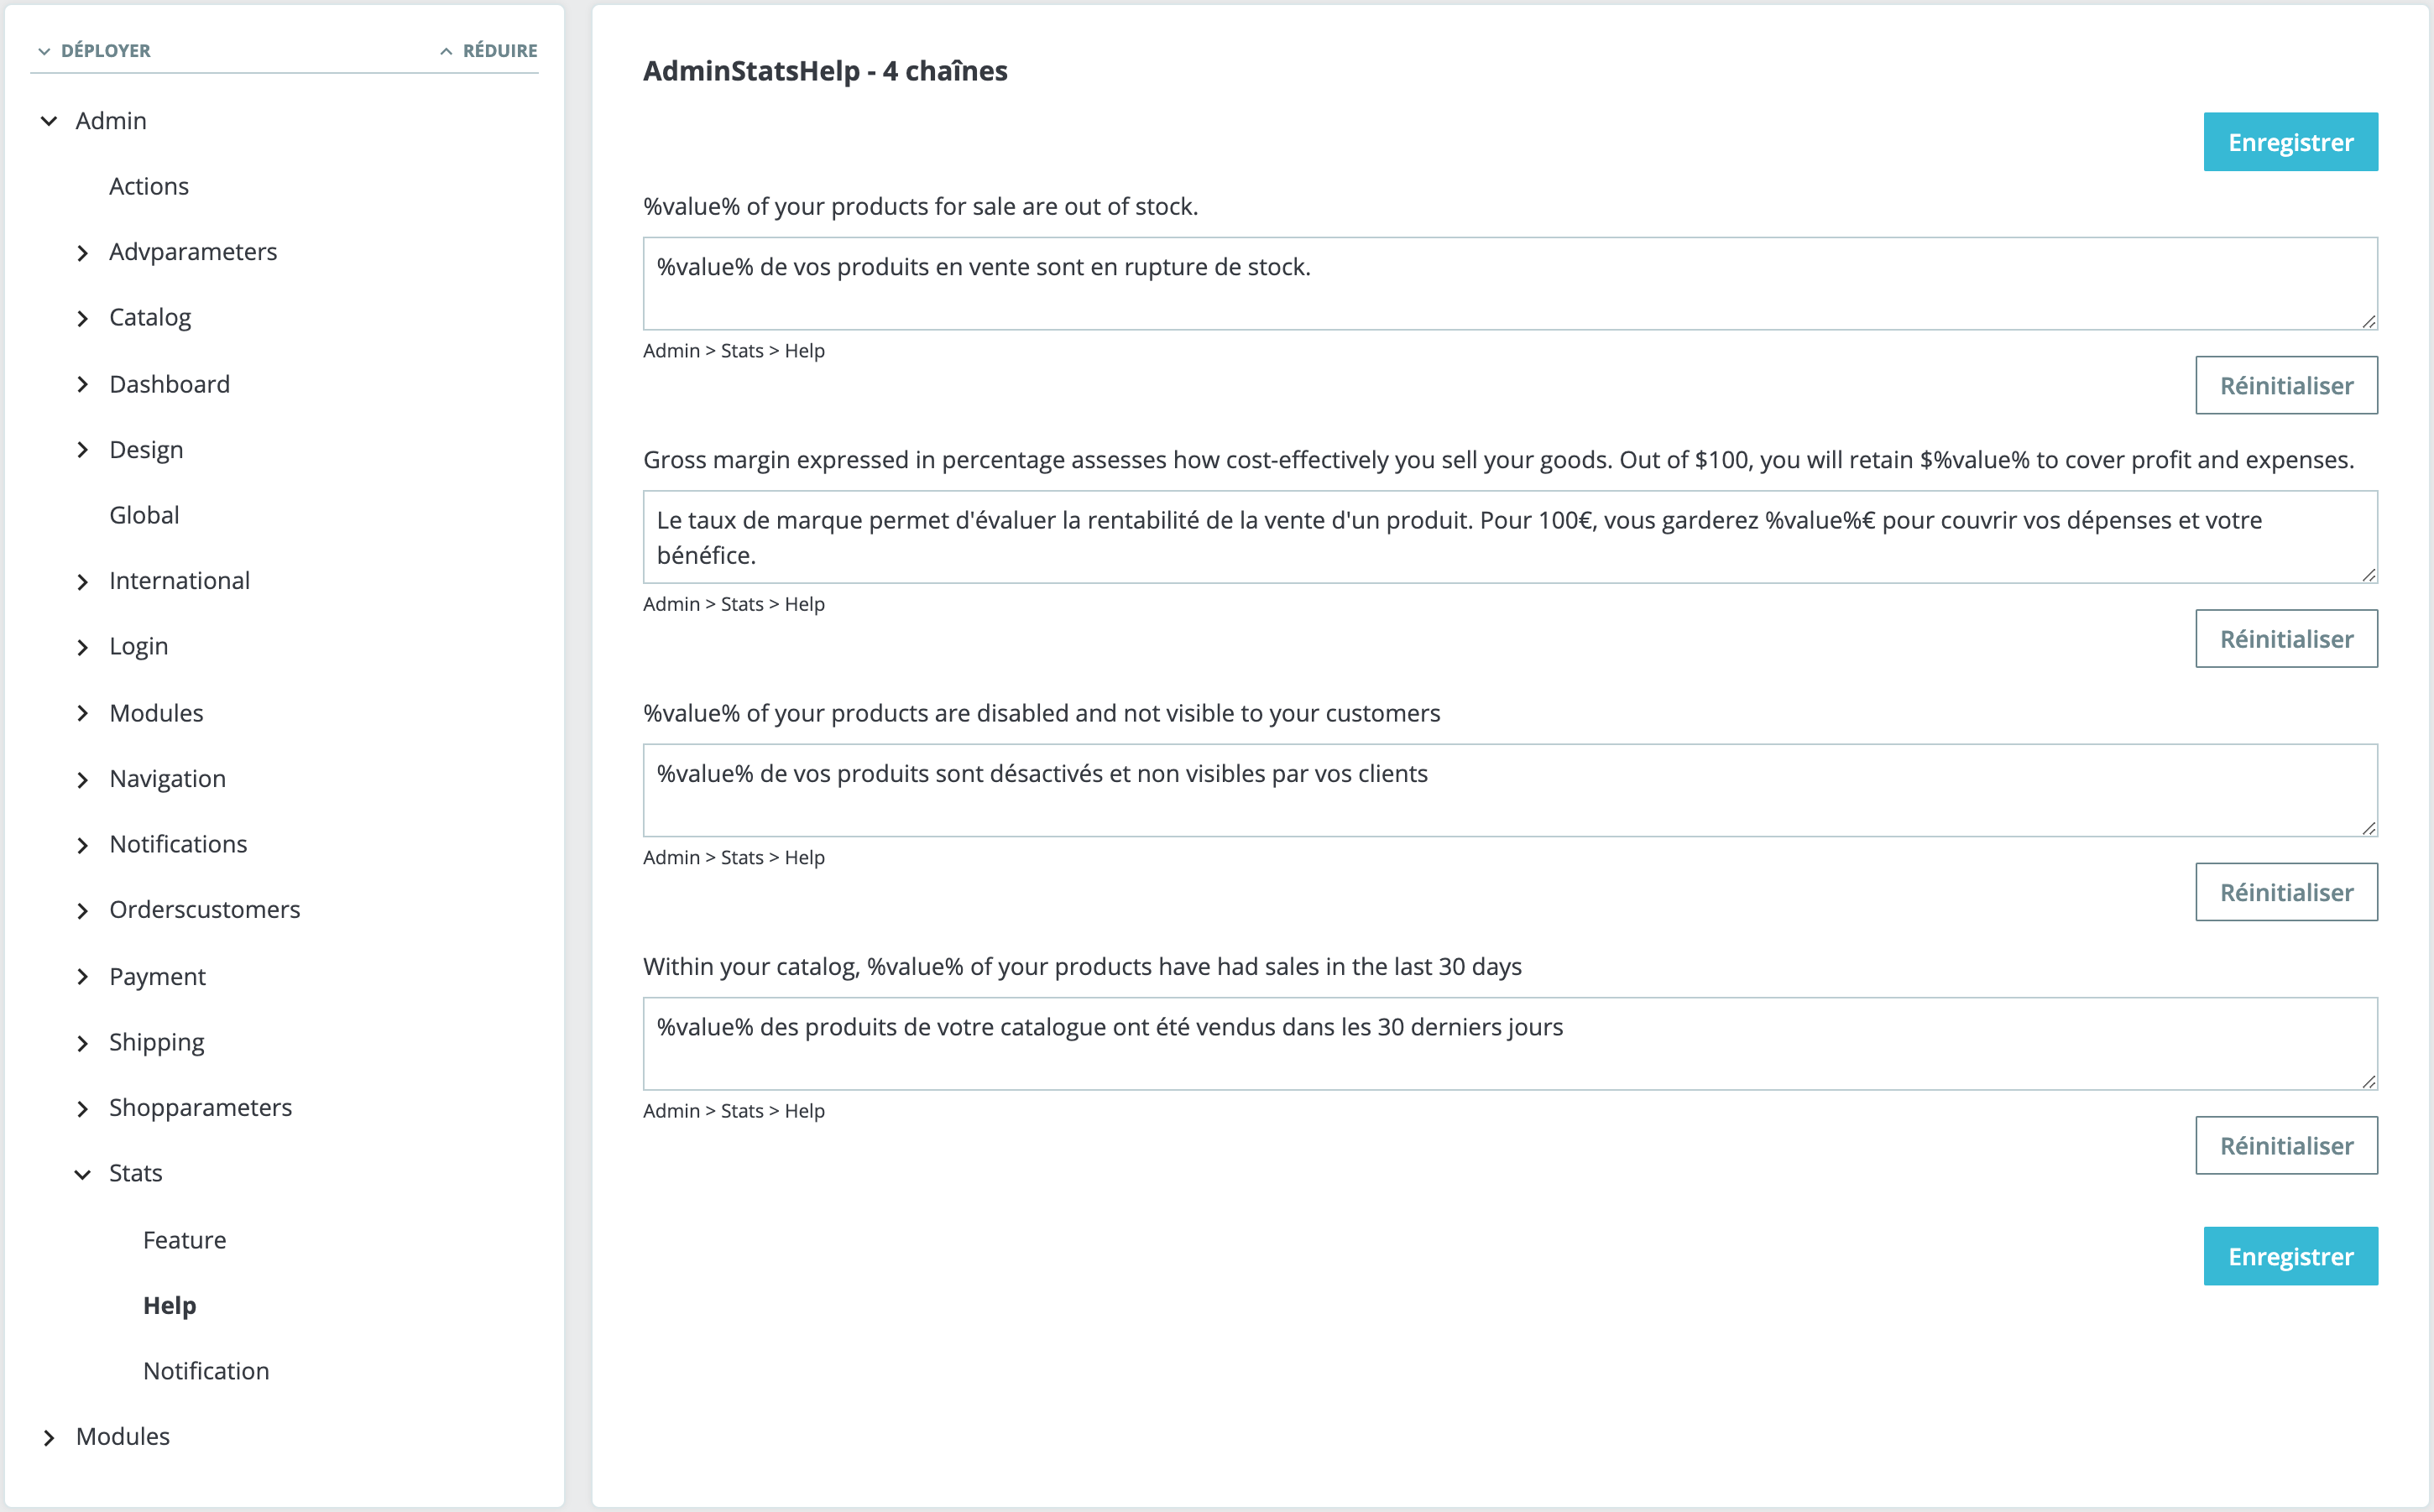 DÉPLOYER
RÉDUIRE
Admin
Actions
Advparameters
Catalog
Dashboard
Design
Global
International
Login
Modules
Navigation
Notifications
Orderscustomers
Payment
Shipping
Shopparameters
Stats
Feature
Help
Notification
Modules
AdminStatsHelp - 4 chaînes
Enregistrer
%value% of your products for sale are out of stock.
%value% de vos produits en vente sont en rupture de stock.
Admin > Stats > Help
Réinitialiser
Gross margin expressed in percentage assesses how cost-effectively you sell your goods. Out of $100, you will retain $%value% to cover profit and expenses.
Le taux de marque permet d'évaluer la rentabilité de la vente d'un produit. Pour 100€, vous garderez %value%€ pour couvrir vos dépenses et votre
bénéfice.
Admin > Stats > Help
Réinitialiser
%value% of your products are disabled and not visible to your customers
%value% de vos produits sont désactivés et non visibles par vos clients
Admin > Stats > Help
Réinitialiser
Within your catalog, %value% of your products have had sales in the last 30 days
%value% des produits de votre catalogue ont été vendus dans les 30 derniers jours
Admin > Stats > Help
Réinitialiser
Enregistrer